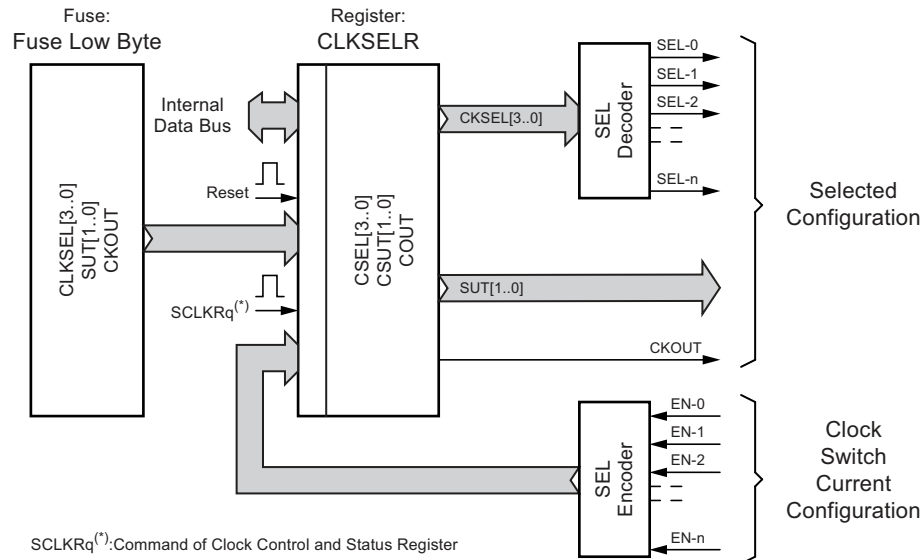 Fuse:
Fuse Low Byte
Register:
CLKSELR
CLKSEL[3..0]
SUT[1..0]
CKOUT
Internal
Data Bus
Reset
SCLKRq(*)
CSEL[3..0]
CSUT[1..0]
COUT
CKSEL[3..0]
SUT[1..0]
CKOUT
SEL
Decoder
SEL-0
SEL-1
SEL-2
SEL-n
Selected
Configuration
SEL
Encoder
EN-0
EN-1
EN-2
EN-n
Clock
Switch
Current
Configuration
SCLKRq(*):Command of Clock Control and Status Register